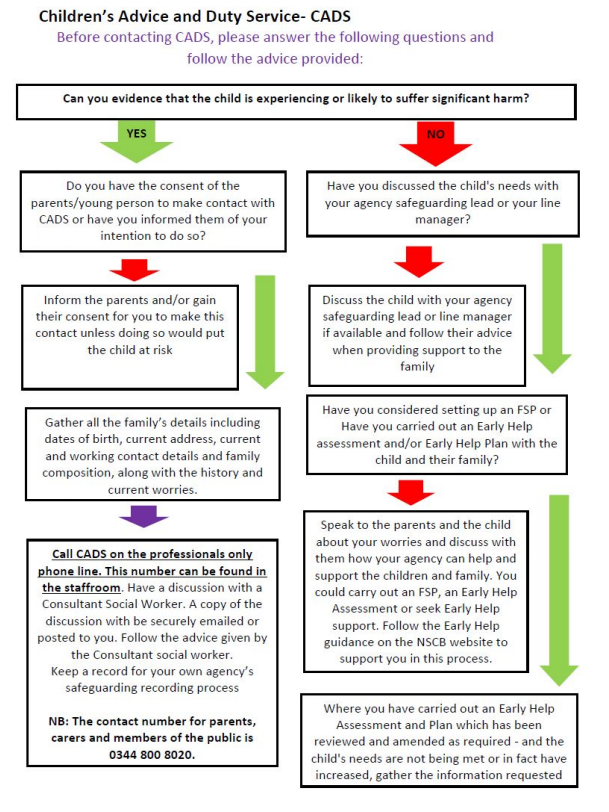 Children's Advice and Duty Service- CADS
Before contacting CADS, please answer the following questions and
follow the advice provided:
Can you evidence that the child is experiencing or likely to suffer significant harm?
YES
NO
Do you have the consent of the
parents/young person to make contact with
CADS or have you informed them of your
intention to do so?
Inform the parents and/or gain
their consent for you to make this
contact unless doing so would put
the child at risk
Gather all the family's details including
dates of birth, current address, current
and working contact details and family
composition, along with the history and
current worries.
Call CADS on the professionals only
phone line. This number can be found in
the staffroom. Have a discussion with a
Consultant Social Worker. A copy of the
discussion with be securely emailed or
posted to you. Follow the advice given by
the Consultant social worker.
Keep a record for your own agency's
safeguarding recording process
NB: The contact number for parents,
carers and members of the public is
0344 800 8020.
Have you discussed the child's needs with
your agency safeguarding lead or your line
manager?
Discuss the child with your agency
safeguarding lead or line manager
if available and follow their advice
when providing support to the
family
Have you considered setting up an FSP or
Have you carried out an Early Help
assessment and/or Early Help Plan with the
child and their family?
Speak to the parents and the child
about your worries and discuss with
them how your agency can help and
support the children and family. You
could carry out an FSP, an Early Help
Assessment or seek Early Help
support. Follow the Early Help
guidance on the NSCB website to
support you in this process.
Where you have carried out an Early Help
Assessment and Plan which has been
reviewed and amended as required - and the
child's needs are not being met or in fact have
increased, gather the information requested